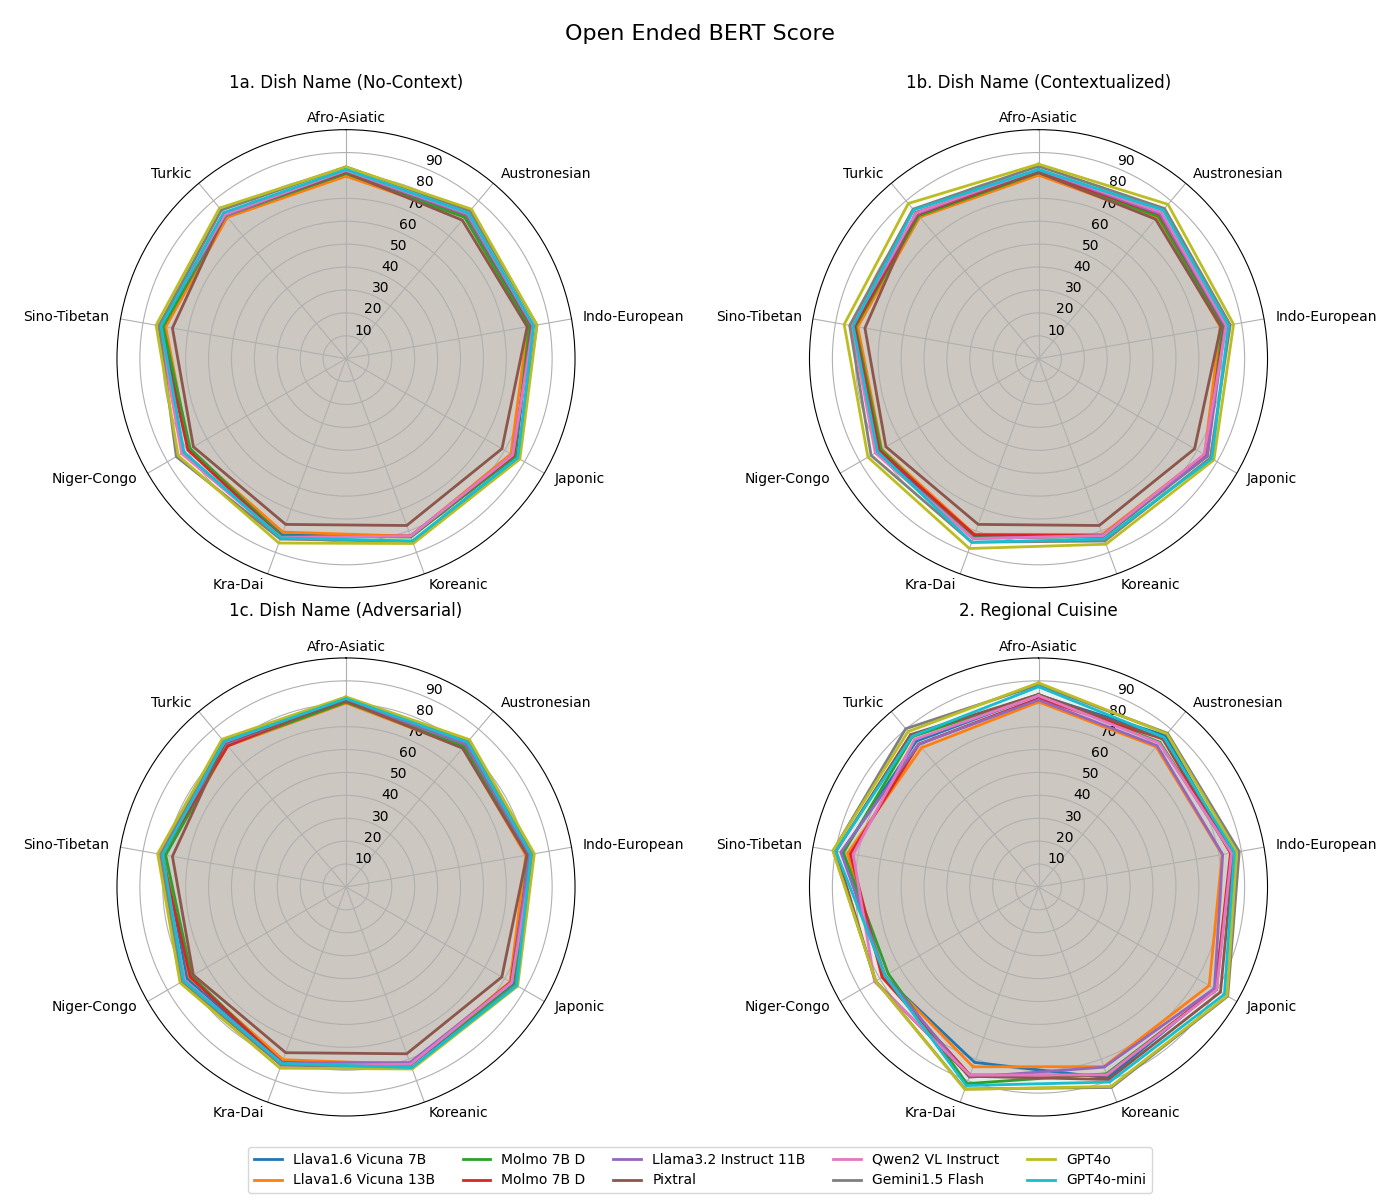 Open Ended BERT Score
1a. Dish Name (No-Context)
Afro-Asiatic
Austronesian
Indo-European
Japonic
Koreanic
Kra-Dai
Niger-Congo
Sino-Tibetan
Turkic
90
80
70
60
50
40
30
20
10
1b. Dish Name (Contextualized)
Afro-Asiatic
Austronesian
Indo-European
Japonic
Koreanic
Kra-Dai
Niger-Congo
Sino-Tibetan
Turkic
90
80
70
60
50
40
30
20
10
1c. Dish Name (Adversarial)
Afro-Asiatic
Austronesian
Indo-European
Japonic
Koreanic
Kra-Dai
Niger-Congo
Sino-Tibetan
Turkic
90
80
70
60
50
40
30
20
10
2. Regional Cuisine
Afro-Asiatic
Austronesian
Indo-European
Japonic
Koreanic
Kra-Dai
Niger-Congo
Sino-Tibetan
Turkic
90
80
70
60
50
40
30
20
10
Llava1.6 Vicuna 7B
Llava1.6 Vicuna 13B
Molmo 7B D
Molmo 7B D
Llama3.2 Instruct 11B
Pixtral
Qwen2 VL Instruct
Gemini1.5 Flash
GPT4o
GPT4o-mini